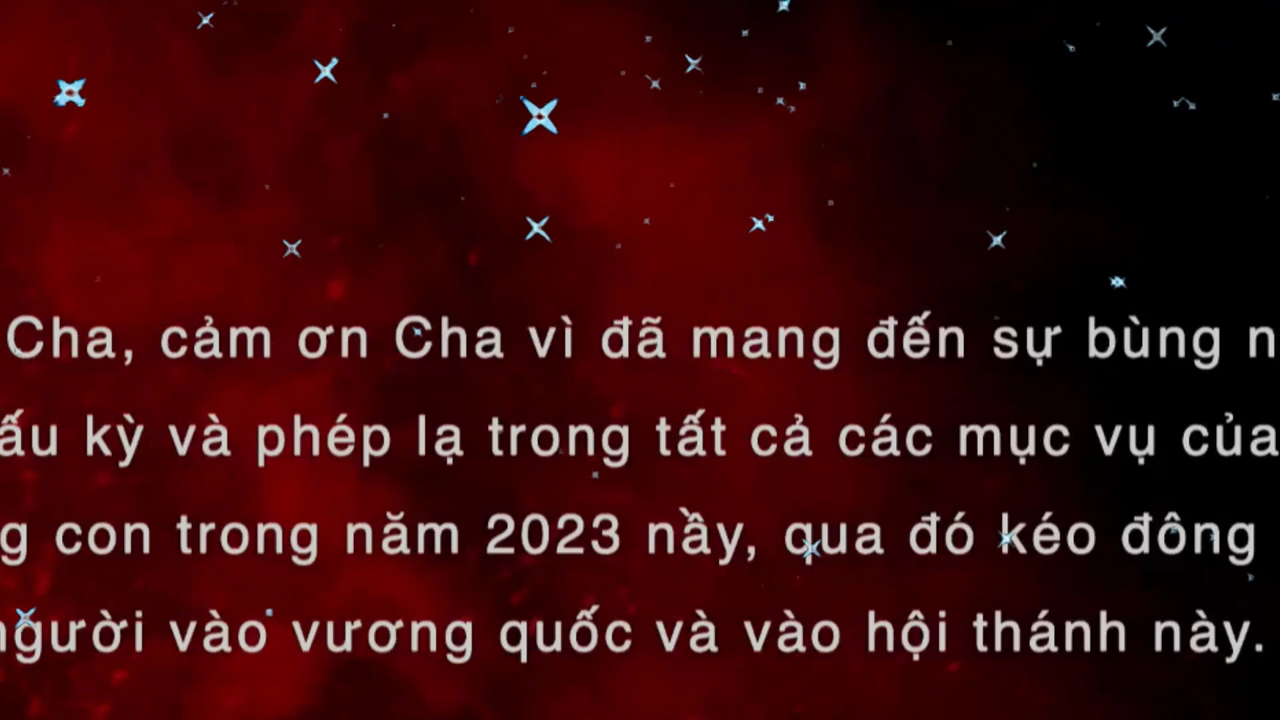 Cha, cảm ơn Cha vì đã mang đến sự bùng
kỳ và phép lạ trong tất cả các mục vụ của
con trong năm 2023 nầy, qua đó kéo đông
người vào vương quốc và vào hội thánh này.